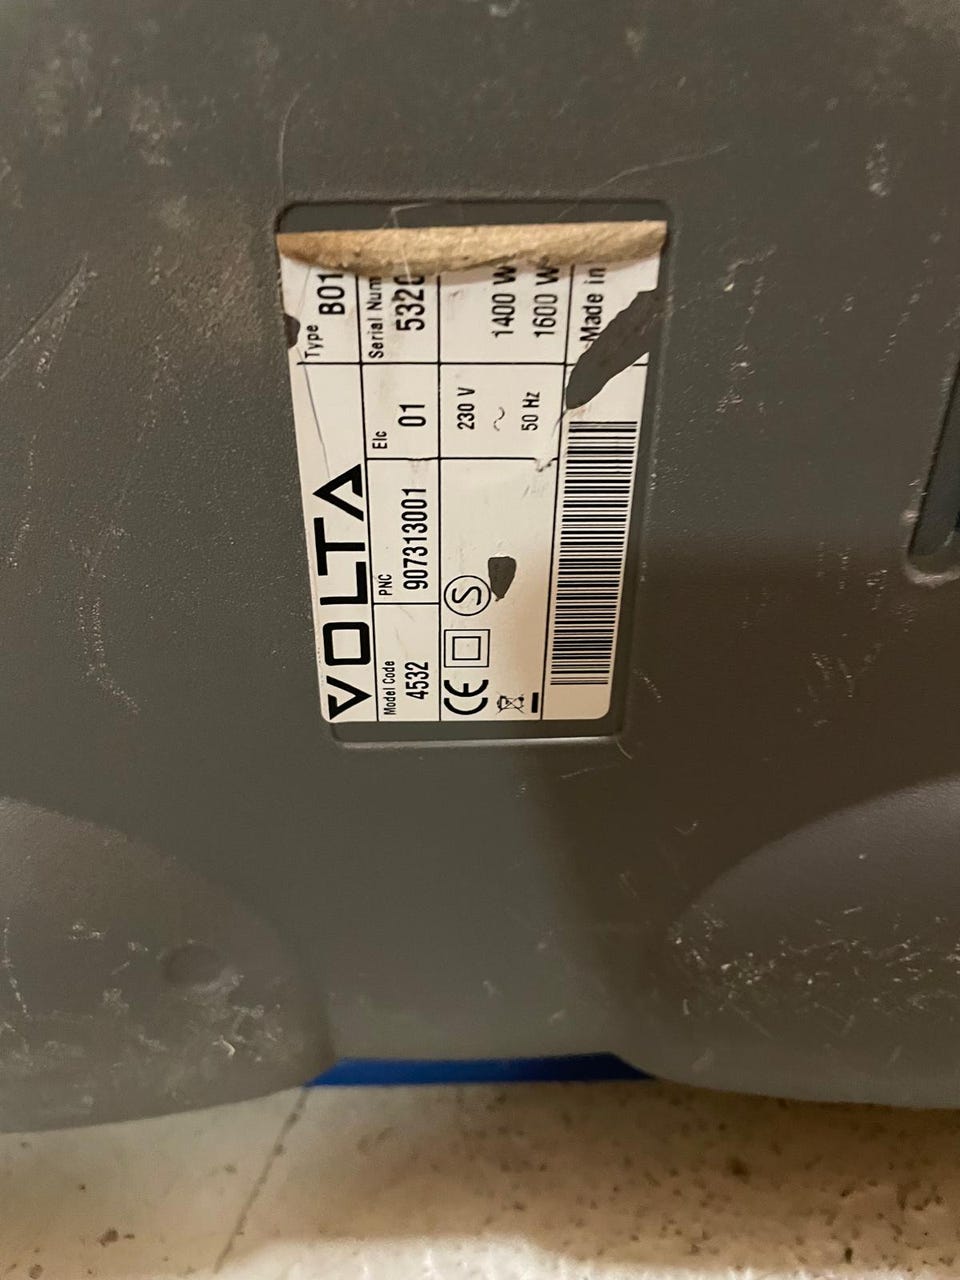 VOLTA
Type
B01
Model Code
4532
PNC
907313001
Elc
01
Serial Num
5320
CE
S
230 V
~
50 Hz
1400 W
1600 W
Made in